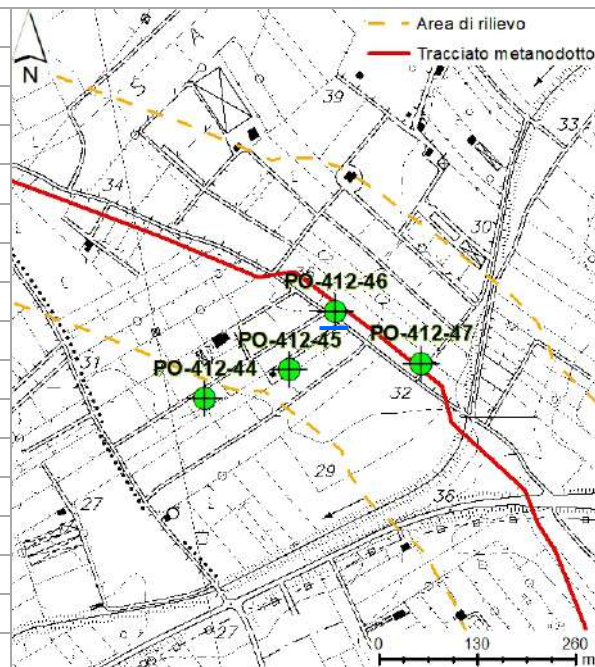 Area di rilievo
Tracciato metanodotto
N
S
A
39
33
34
30
PO-412-46
PO-412-45
PO-412-47
PO-412-44
31
32
29
27
36
27
0 130 260
m